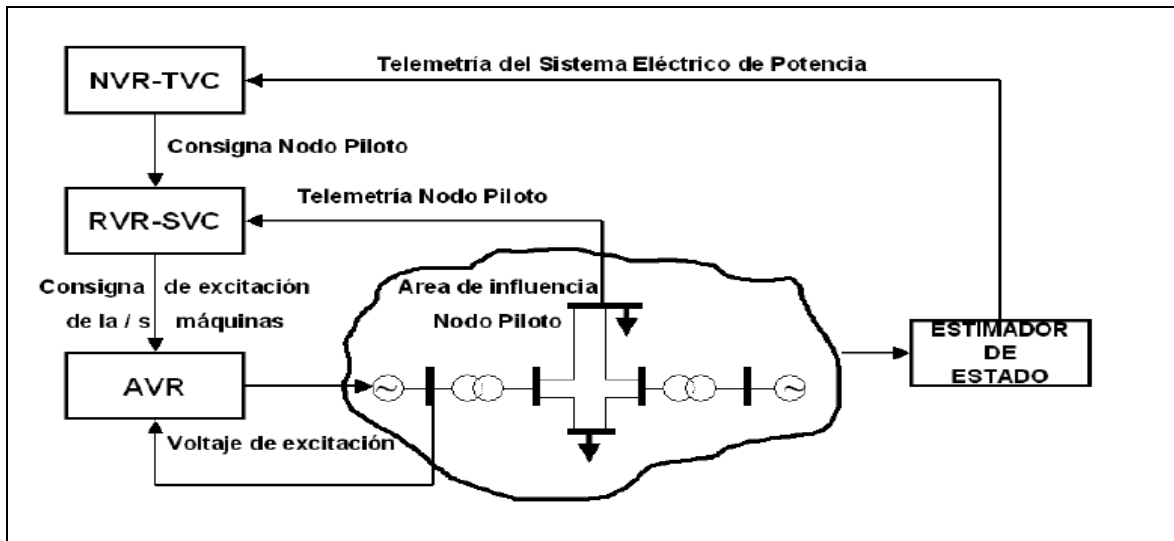 Telemetría del Sistema Eléctrico de Potencia
NVR-TVC
Consigna Nodo Piloto
Telemetría Nodo Piloto
RVR-SVC
Consigna de excitación
de la / s máquinas
Area de influencia
Nodo Piloto
ESTIMADOR
DE
ESTADO
AVR
Voltaje de excitación